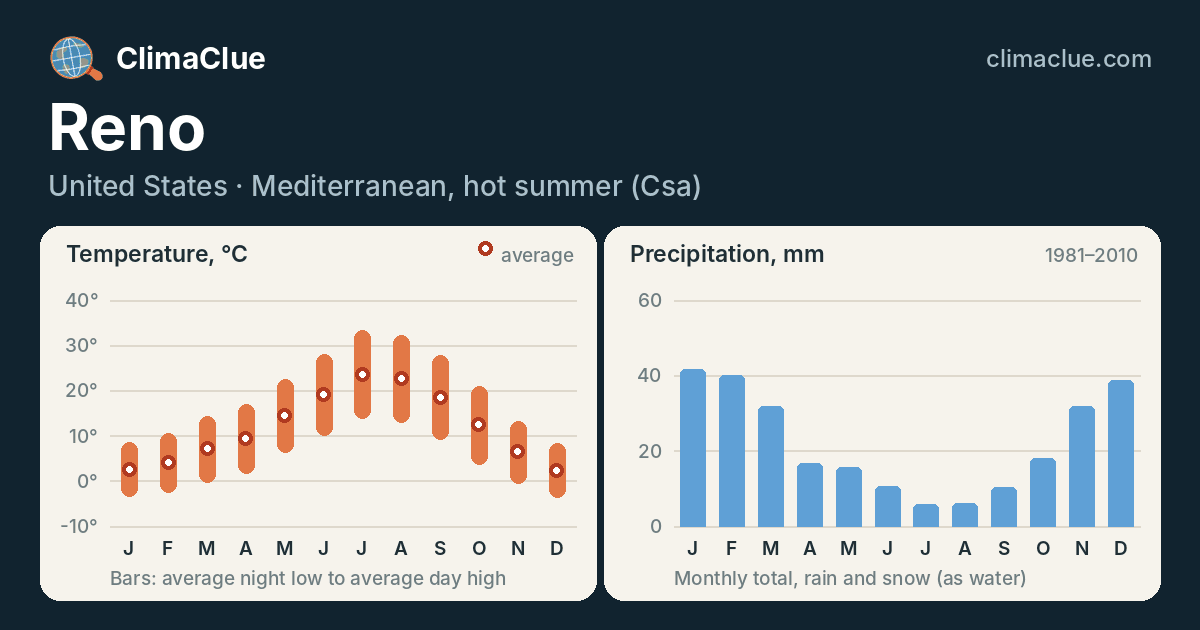 ClimaClue
climaclue.com
Reno
United States · Mediterranean, hot summer (Csa)
Temperature, °C
average
40°
30°
20°
10°
0°
-10°
J F M A M J J A S O N D
Bars: average night low to average day high
Precipitation, mm
1981–2010
60
40
20
0
J F M A M J J A S O N D
Monthly total, rain and snow (as water)